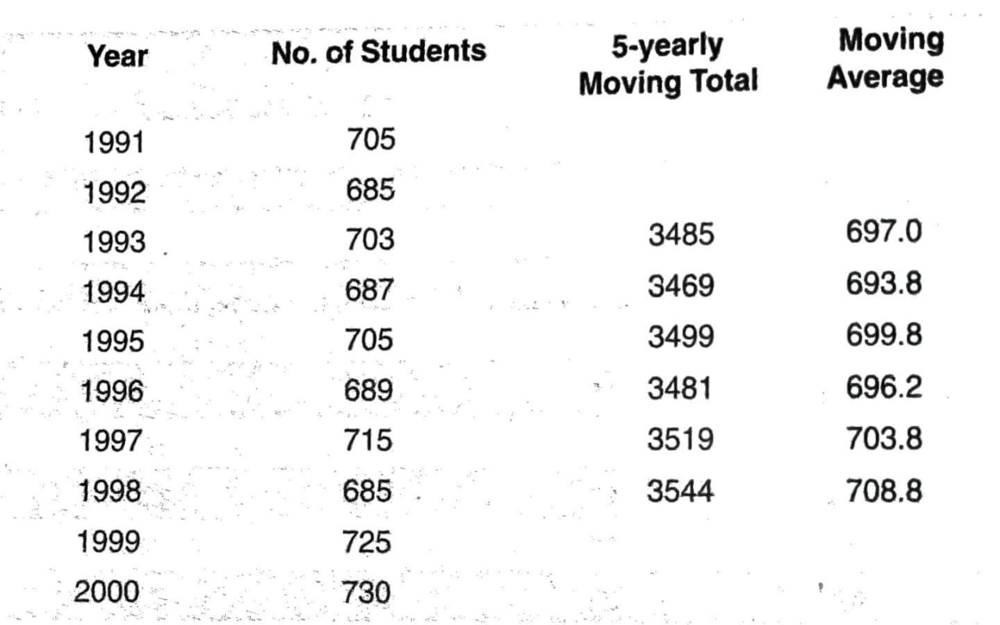 Year No. of Students 5-yearly Moving Total Moving Average
1991 705
1992 685
1993 703 3485 697.0
1994 687 3469 693.8
1995 705 3499 699.8
1996 689 3481 696.2
1997 715 3519 703.8
1998 685 3544 708.8
1999 725
2000 730